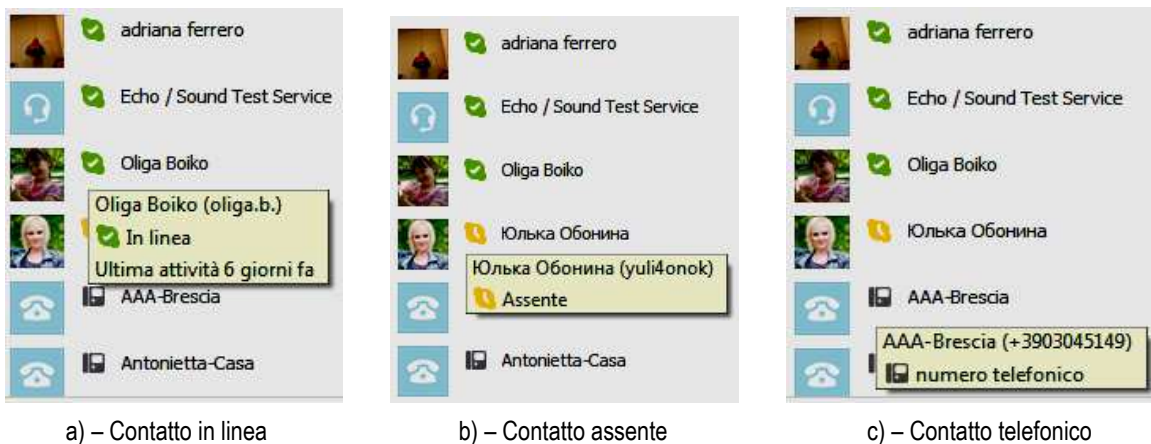 adriana ferrero
Echo / Sound Test Service
Oliga Boiko
Oliga Boiko (oliga.b.)
In linea
Ultima attività 6 giorni fa
AAA-Brescia
Antonietta-Casa
a) – Contatto in linea
adriana ferrero
Echo / Sound Test Service
Oliga Boiko
Юлька Обонина
Юлька Обонина (yuli4onok)
Assente
Antonietta-Casa
b) – Contatto assente
adriana ferrero
Echo / Sound Test Service
Oliga Boiko
Юлька Обонина
AAA-Brescia
AAA-Brescia (+3903045149)
numero telefonico
c) – Contatto telefonico